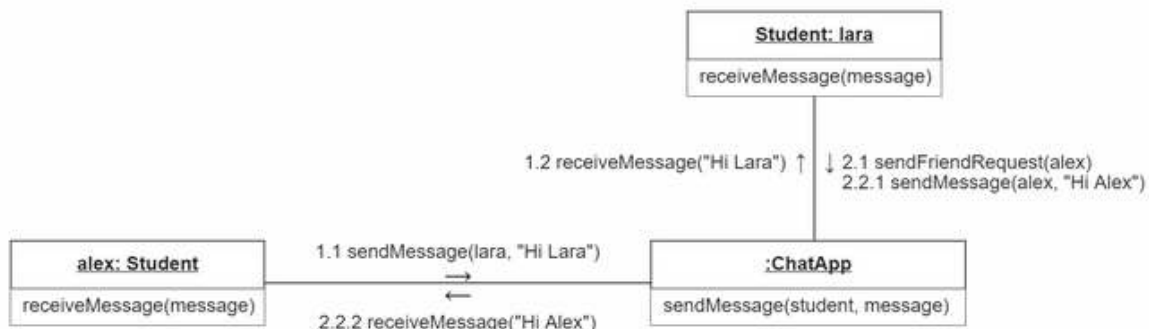 Student: lara
receiveMessage(message)
1.2 receiveMessage("Hi Lara") ↑
↓ 2.1 sendFriendRequest(alex)
2.2.1 sendMessage(alex, "Hi Alex")
1.1 sendMessage(lara, "Hi Lara")
→
←
2.2.2 receiveMessage("Hi Alex")
alex: Student
receiveMessage(message)
:ChatApp
sendMessage(student, message)